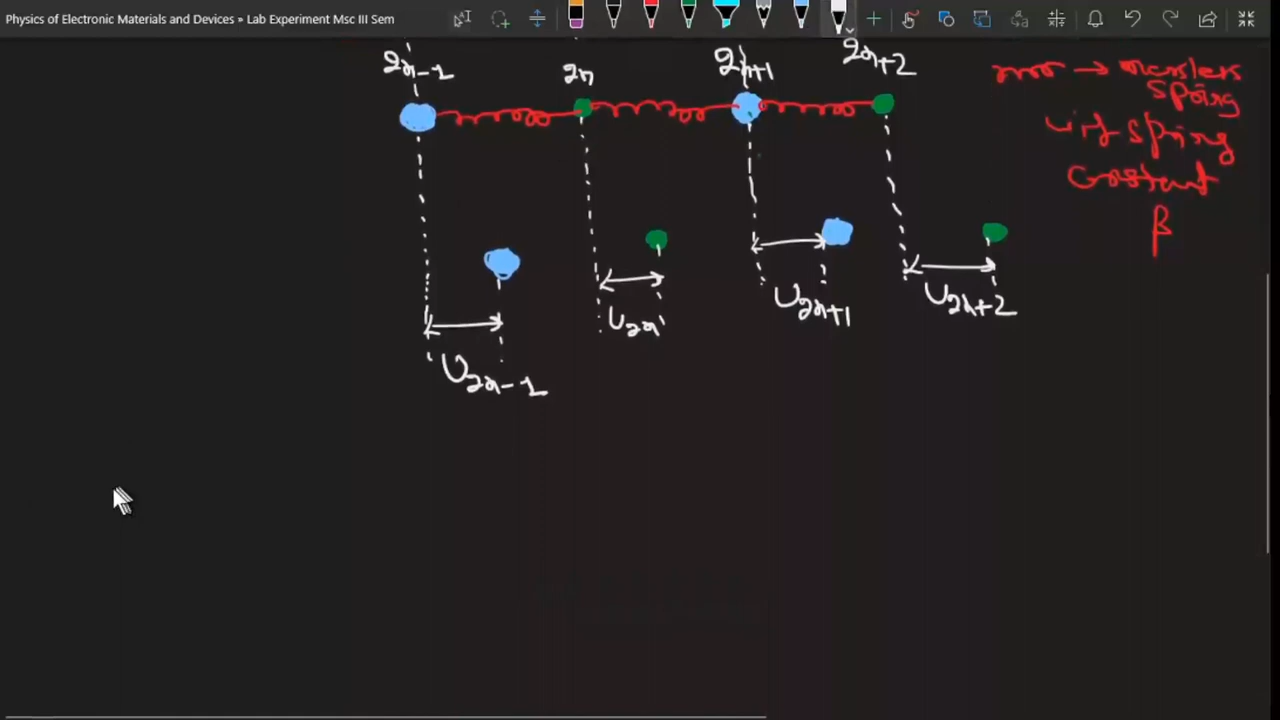 Physics of Electronic Materials and Devices » Lab Experiment Msc III Sem
2n-1 2n 2n+1 2n+2
→ massless
spring
with spring
constant
β
U2n-1 U2n U2n+1 U2n+2